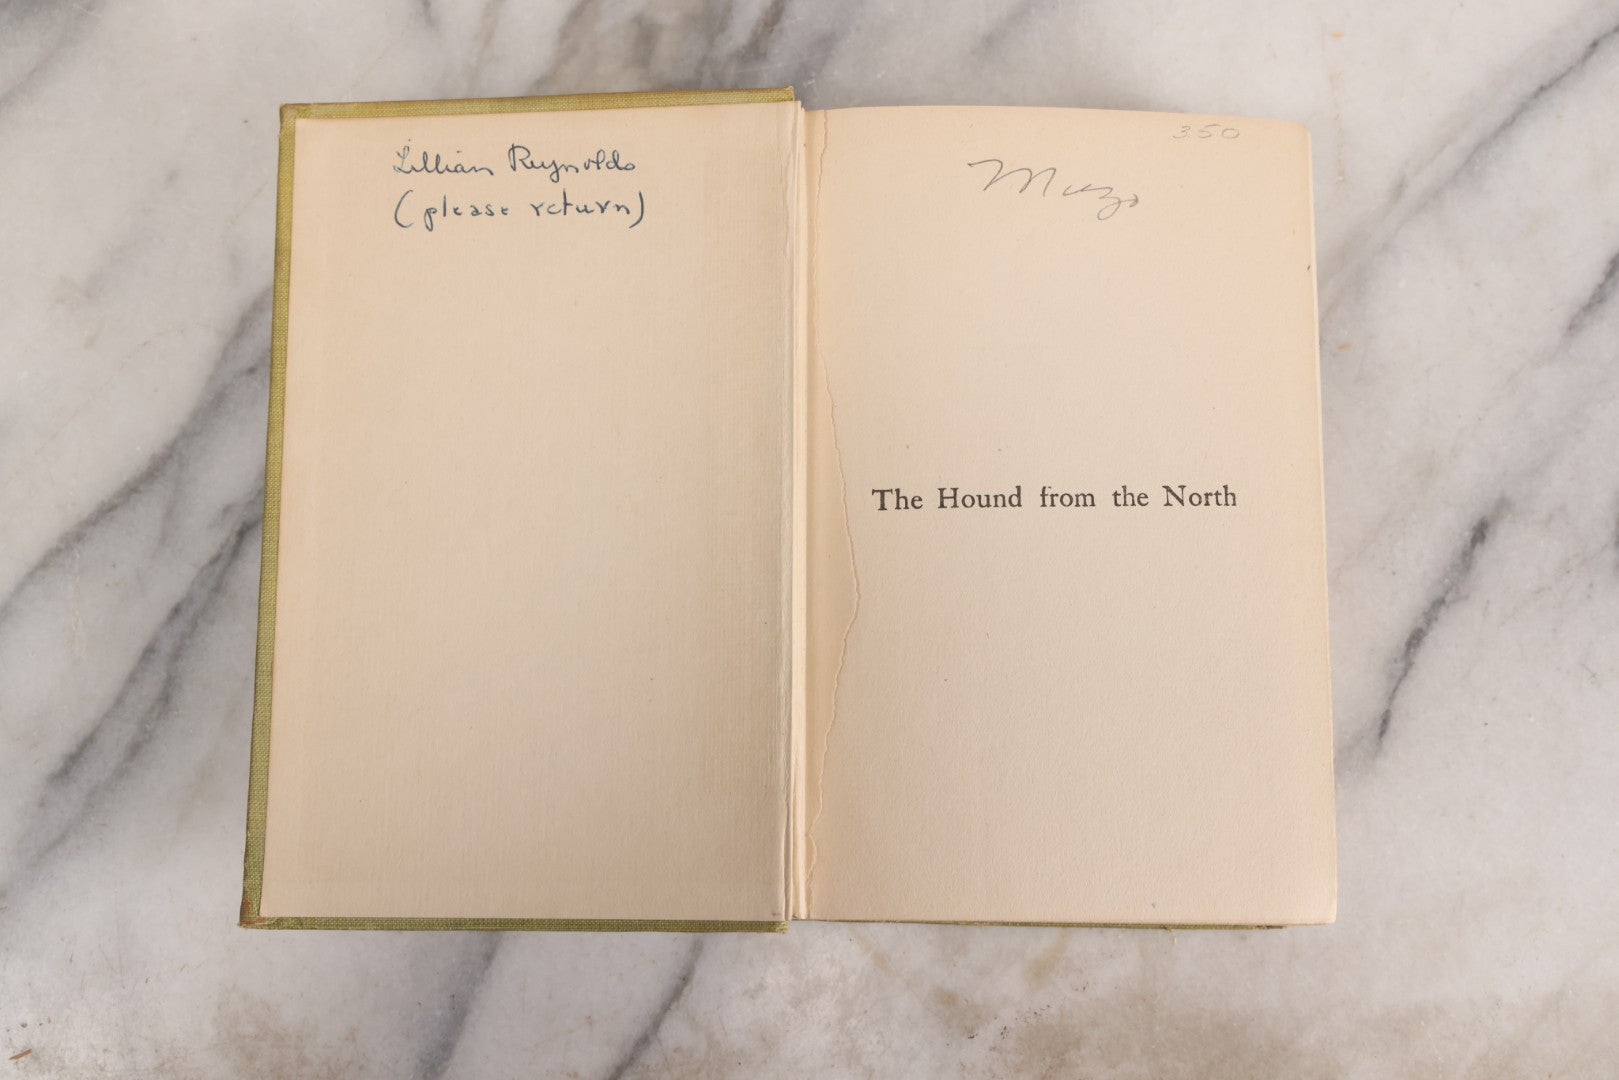 Lillian Reynolds
(please return)
350
The Hound from the North